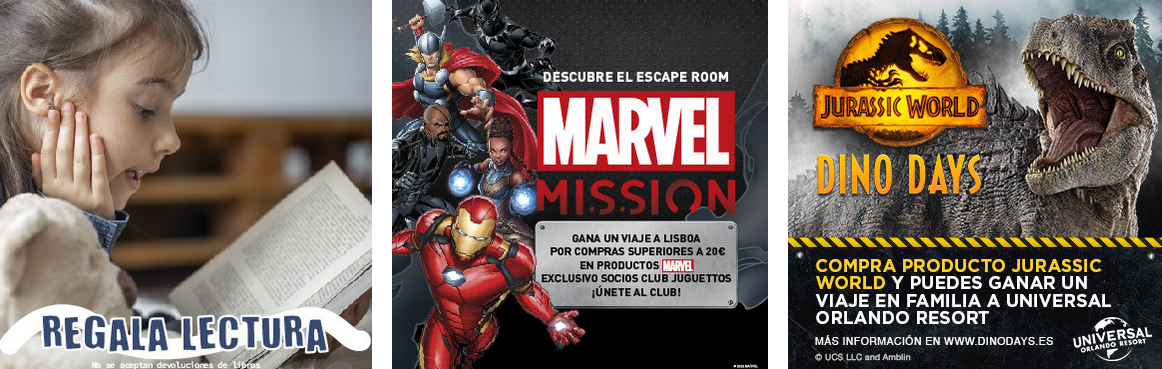 REGALA LECTURA
No se aceptan devoluciones de libros
DESCUBRE EL ESCAPE ROOM
MARVEL
MISSION
GANA UN VIAJE A LISBOA
POR COMPRAS SUPERIORES A 20€
EN PRODUCTOS MARVEL
EXCLUSIVO SOCIOS CLUB JUGUETTOS
¡ÚNETE AL CLUB!
© 2022 MARVEL
JURASSIC WORLD
DINO DAYS
COMPRA PRODUCTO JURASSIC
WORLD Y PUEDES GANAR UN
VIAJE EN FAMILIA A UNIVERSAL
ORLANDO RESORT
MÁS INFORMACIÓN EN WWW.DINODAYS.ES
© UCS LLC and Amblin
UNIVERSAL
ORLANDO RESORT